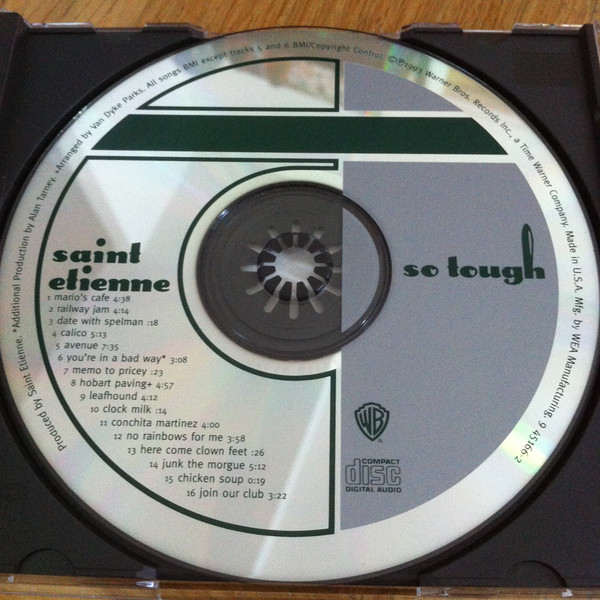 Produced by Saint Etienne. *Additional Production by Alan Tarney. +Arranged by Van Dyke Parks. All songs BMI except tracks 5 and 6 BMI/Copyright Control. ©℗1993 Warner Bros. Records Inc., a Time Warner Company. Made in U.S.A. Mfg. by WEA Manufacturing. 9 45166-2
saint
etienne
so tough
1 mario's cafe 4:38
2 railway jam 4:14
3 date with spelman :18
4 calico 5:13
5 avenue 7:35
6 you're in a bad way* 3:08
7 memo to pricey :23
8 hobart paving+ 4:57
9 leafhound 4:12
10 clock milk :14
11 conchita martinez 4:00
12 no rainbows for me 3:58
13 here come clown feet :26
14 junk the morgue 5:12
15 chicken soup 0:19
16 join our club 3:22
WB
COMPACT
disc
DIGITAL AUDIO